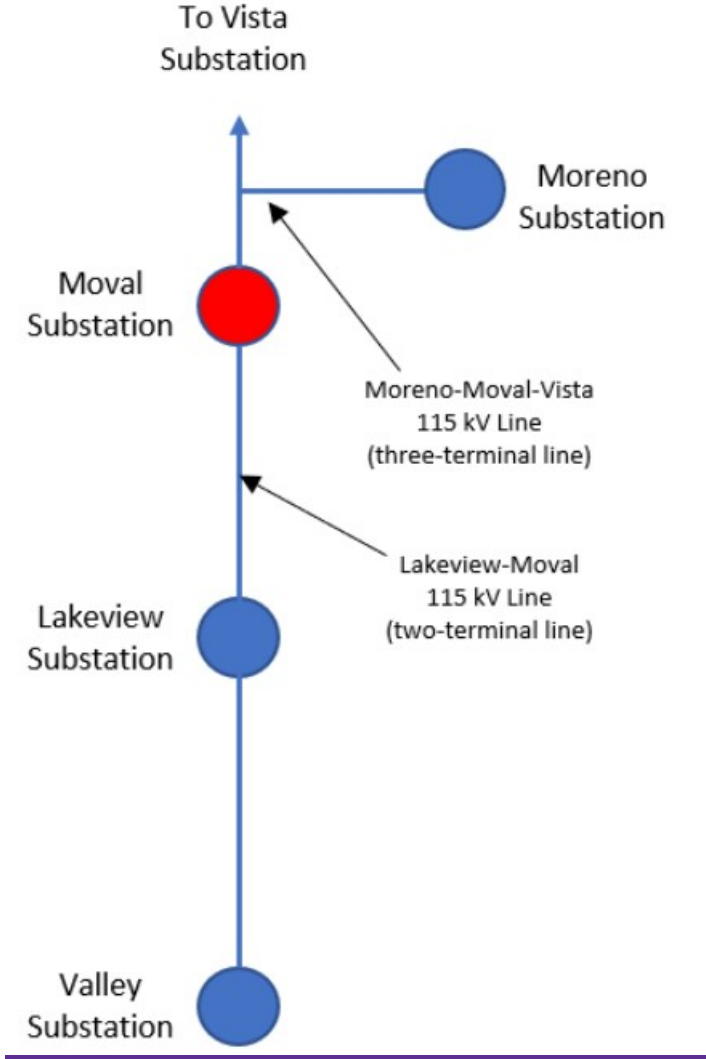 To Vista
Substation
Moreno
Substation
Moval
Substation
Moreno-Moval-Vista
115 kV Line
(three-terminal line)
Lakeview-Moval
115 kV Line
(two-terminal line)
Lakeview
Substation
Valley
Substation